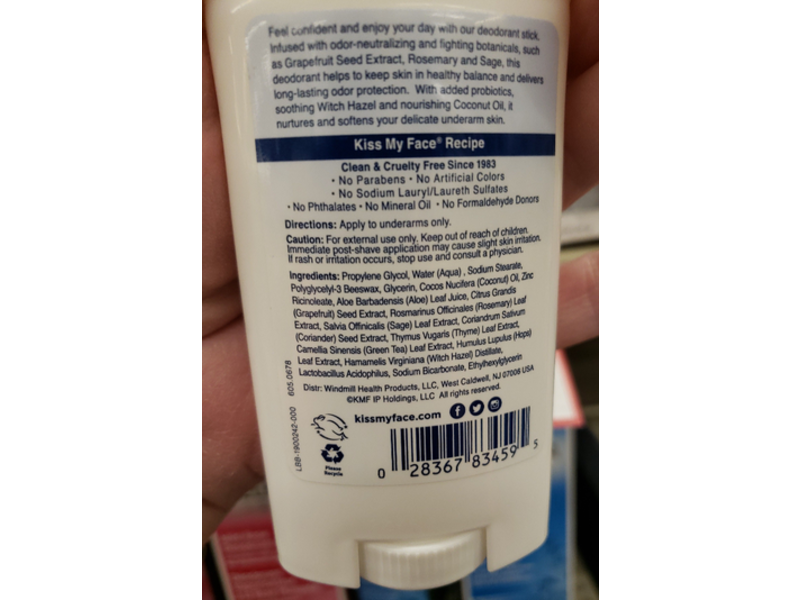 Feel confident and enjoy your day with our deodorant stick.
Infused with odor-neutralizing and fighting botanicals, such
as Grapefruit Seed Extract, Rosemary and Sage, this
deodorant helps to keep skin in healthy balance and delivers
long-lasting odor protection. With added probiotics,
soothing Witch Hazel and nourishing Coconut Oil, it
nurtures and softens your delicate underarm skin.
Kiss My Face® Recipe
Clean & Cruelty Free Since 1983
• No Parabens • No Artificial Colors
• No Sodium Lauryl/Laureth Sulfates
• No Phthalates • No Mineral Oil • No Formaldehyde Donors
Directions: Apply to underarms only.
Caution: For external use only. Keep out of reach of children.
Immediate post-shave application may cause slight skin irritation.
If rash or irritation occurs, stop use and consult a physician.
Ingredients: Propylene Glycol, Water (Aqua) , Sodium Stearate,
Polyglycelyl-3 Beeswax, Glycerin, Cocos Nucifera (Coconut) Oil, Zinc
Ricinoleate, Aloe Barbadensis (Aloe) Leaf Juice, Citrus Grandis
(Grapefruit) Seed Extract, Rosmarinus Officinales (Rosemary) Leaf
Extract, Salvia Officinalis (Sage) Leaf Extract, Coriandrum Sativum
(Coriander) Seed Extract, Thymus Vugaris (Thyme) Leaf Extract,
Camellia Sinensis (Green Tea) Leaf Extract, Humulus Lupulus (Hops)
Leaf Extract, Hamamelis Virginiana (Witch Hazel) Distillate,
Lactobacillus Acidophilus, Sodium Bicarbonate, Ethylhexylglycerin
Distr: Windmill Health Products, LLC, West Caldwell, NJ 07006 USA
©KMF IP Holdings, LLC All rights reserved.
kissmyface.com
Please
Recycle
0 28367 83459 5
LBB-1900242-000 605.0678